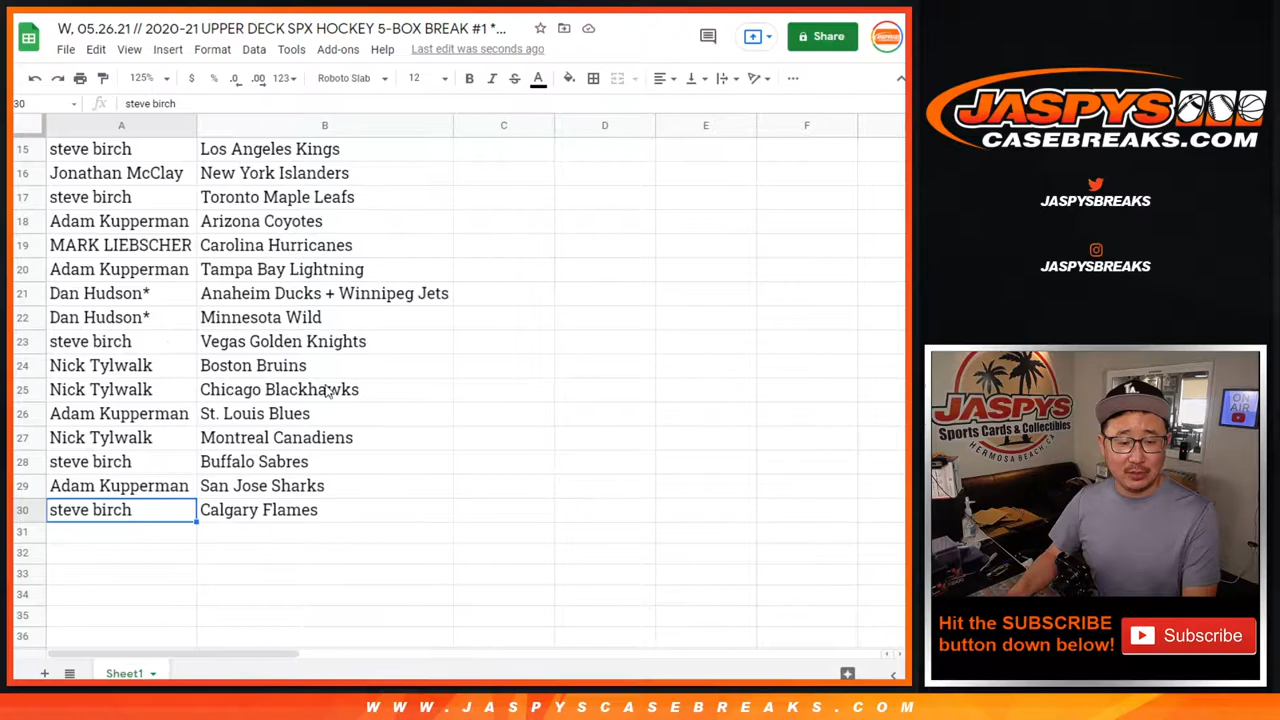 W, 05.26.21 // 2020-21 UPPER DECK SPX HOCKEY 5-BOX BREAK #1 *...
File Edit View Insert Format Data Tools Add-ons Help Last edit was seconds ago
Share
125% $ % .0 .00 123 Roboto Slab 12 B I S A
30 fx steve birch
A B C D E F
15 steve birch Los Angeles Kings
16 Jonathan McClay New York Islanders
17 steve birch Toronto Maple Leafs
18 Adam Kupperman Arizona Coyotes
19 MARK LIEBSCHER Carolina Hurricanes
20 Adam Kupperman Tampa Bay Lightning
21 Dan Hudson* Anaheim Ducks + Winnipeg Jets
22 Dan Hudson* Minnesota Wild
23 steve birch Vegas Golden Knights
24 Nick Tylwalk Boston Bruins
25 Nick Tylwalk Chicago Blackhawks
26 Adam Kupperman St. Louis Blues
27 Nick Tylwalk Montreal Canadiens
28 steve birch Buffalo Sabres
29 Adam Kupperman San Jose Sharks
30 steve birch Calgary Flames
31
32
33
34
35
36
Sheet1
JASPYS
CASEBREAKS.COM
JASPYSBREAKS
JASPYSBREAKS
JASPYS
Sports Cards & Collectibles
HERMOSA BEACH, CA
ON
AIR
Hit the SUBSCRIBE
button down below!
Subscribe
WWW.JASPYSCASEBREAKS.COM